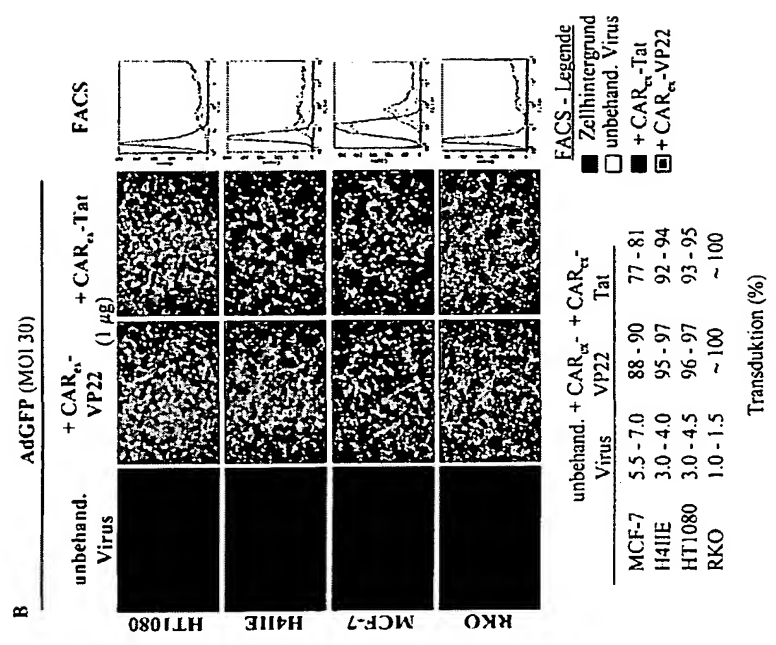 B
AdGFP (MOI 30)
unbehand.
Virus
+ CARex-
VP22
(1 µg)
+ CARex-Tat
FACS
HT1080
H4IIE
MCF-7
RKO
FACS - Legende
Zellhintergrund
unbehand. Virus
+ CARex-Tat
+ CARex-VP22
unbehand. + CARex- + CARex-
Virus VP22 Tat
MCF-7 5.5 - 7.0 88 - 90 77 - 81
H4IIE 3.0 - 4.0 95 - 97 92 - 94
HT1080 3.0 - 4.5 96 - 97 93 - 95
RKO 1.0 - 1.5 ~ 100 ~ 100
Transduktion (%)